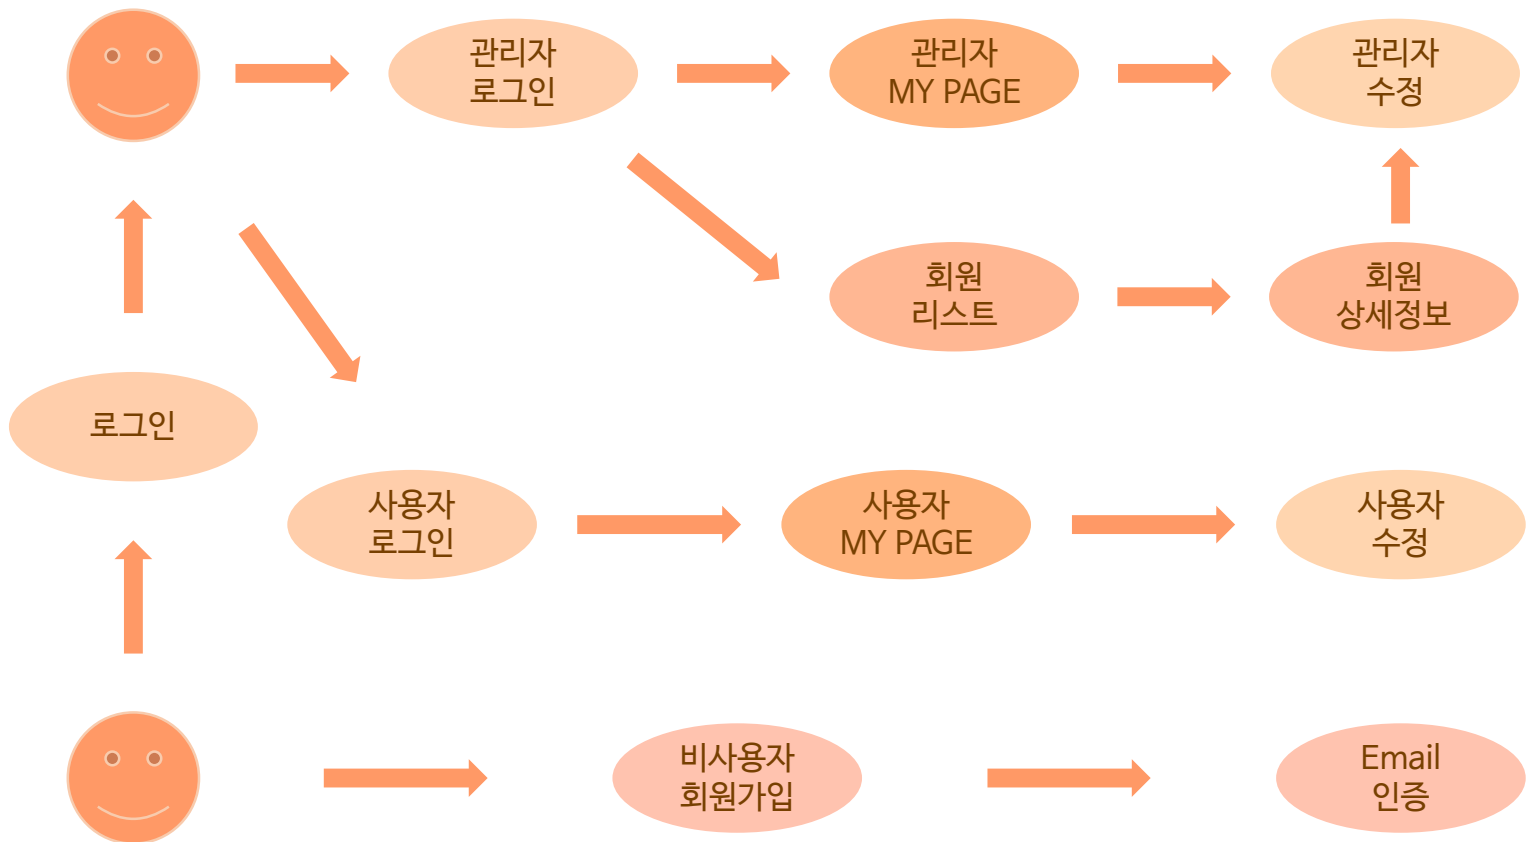 관리자
로그인
관리자
MY PAGE
관리자
수정
회원
리스트
회원
상세정보
로그인
사용자
로그인
사용자
MY PAGE
사용자
수정
비사용자
회원가입
Email
인증